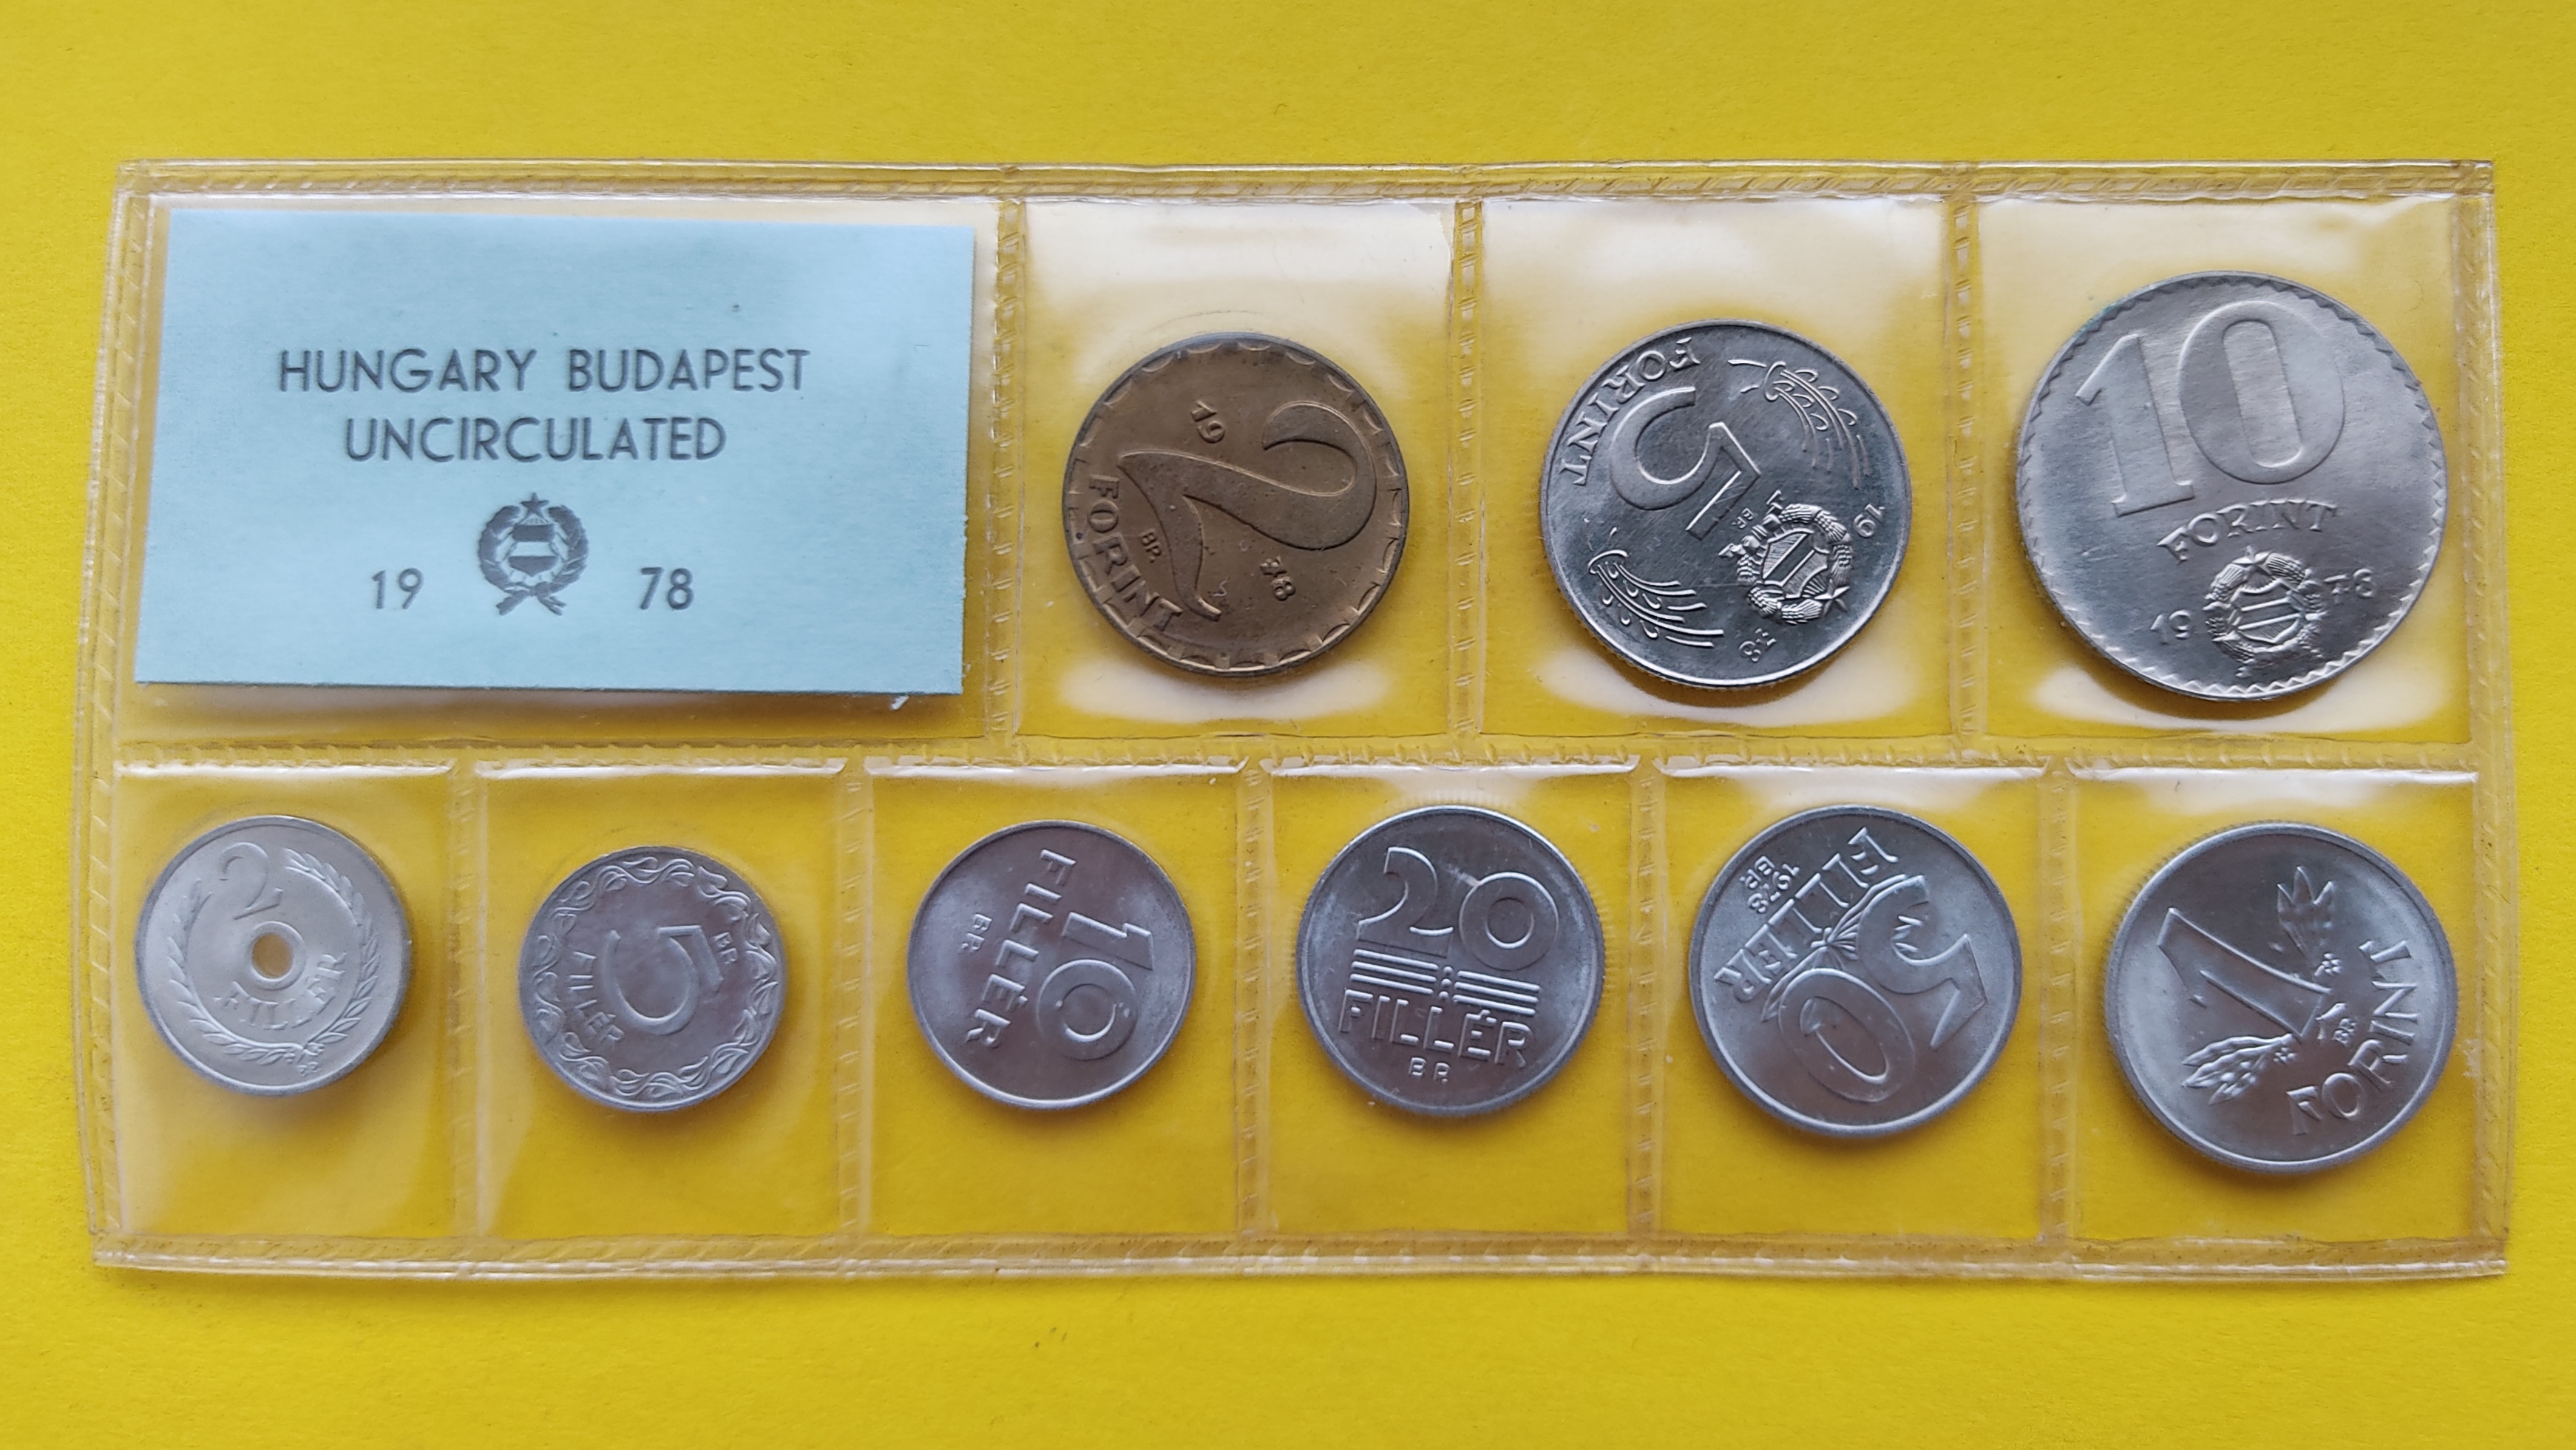 HUNGARY BUDAPEST
UNCIRCULATED
19 78
19 78
2
BP.
FORINT
FORINT
5
BP.
19 78
10
FORINT
19 78
2
FILLÉR
BP.
5
BP.
FILLÉR
10
FILLÉR
BP.
20
FILLÉR
BP.
50
FILLÉR
1978
BP.
1
BP.
FORINT